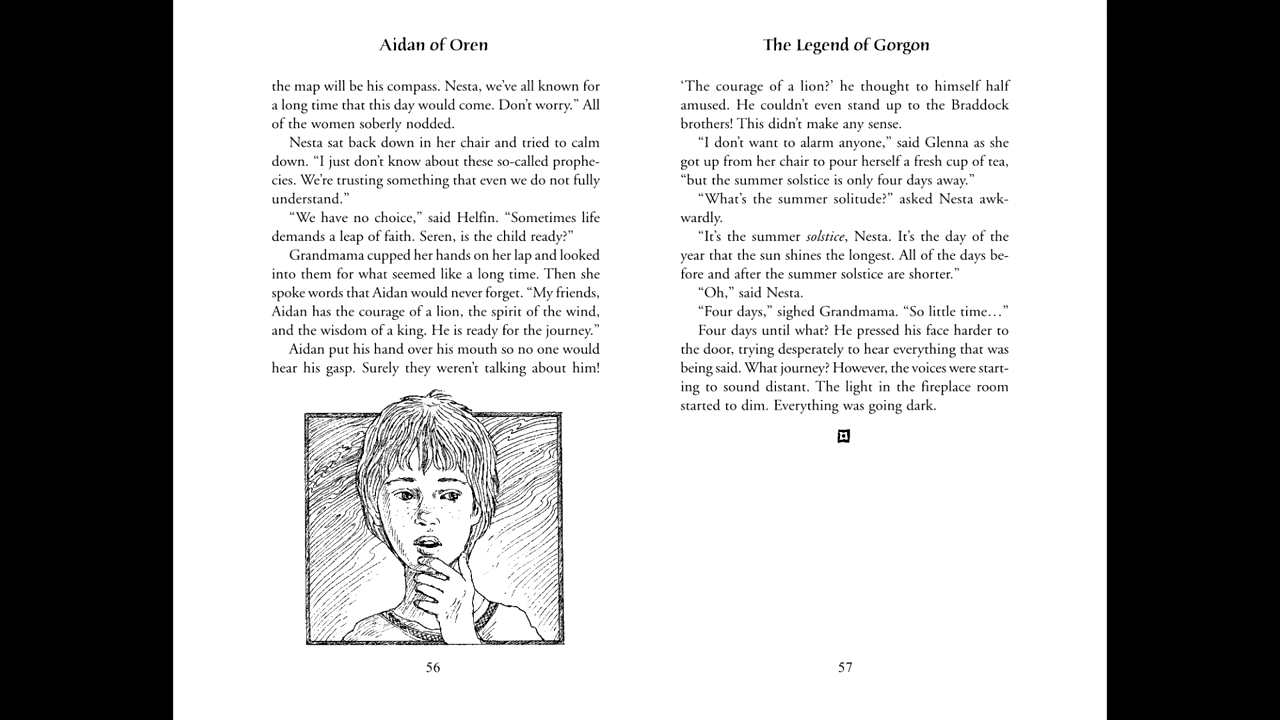 Aidan of Oren
the map will be his compass. Nesta, we’ve all known for
a long time that this day would come. Don’t worry.” All
of the women soberly nodded.
Nesta sat back down in her chair and tried to calm
down. “I just don’t know about these so-called prophe-
cies. We’re trusting something that even we do not fully
understand.”
“We have no choice,” said Helfin. “Sometimes life
demands a leap of faith. Seren, is the child ready?”
Grandmama cupped her hands on her lap and looked
into them for what seemed like a long time. Then she
spoke words that Aidan would never forget. “My friends,
Aidan has the courage of a lion, the spirit of the wind,
and the wisdom of a king. He is ready for the journey.”
Aidan put his hand over his mouth so no one would
hear his gasp. Surely they weren’t talking about him!
56
The Legend of Gorgon
‘The courage of a lion?’ he thought to himself half
amused. He couldn’t even stand up to the Braddock
brothers! This didn’t make any sense.
“I don’t want to alarm anyone,” said Glenna as she
got up from her chair to pour herself a fresh cup of tea,
“but the summer solstice is only four days away.”
“What’s the summer solitude?” asked Nesta awk-
wardly.
“It’s the summer solstice, Nesta. It’s the day of the
year that the sun shines the longest. All of the days be-
fore and after the summer solstice are shorter.”
“Oh,” said Nesta.
“Four days,” sighed Grandmama. “So little time…”
Four days until what? He pressed his face harder to
the door, trying desperately to hear everything that was
being said. What journey? However, the voices were start-
ing to sound distant. The light in the fireplace room
started to dim. Everything was going dark.
57